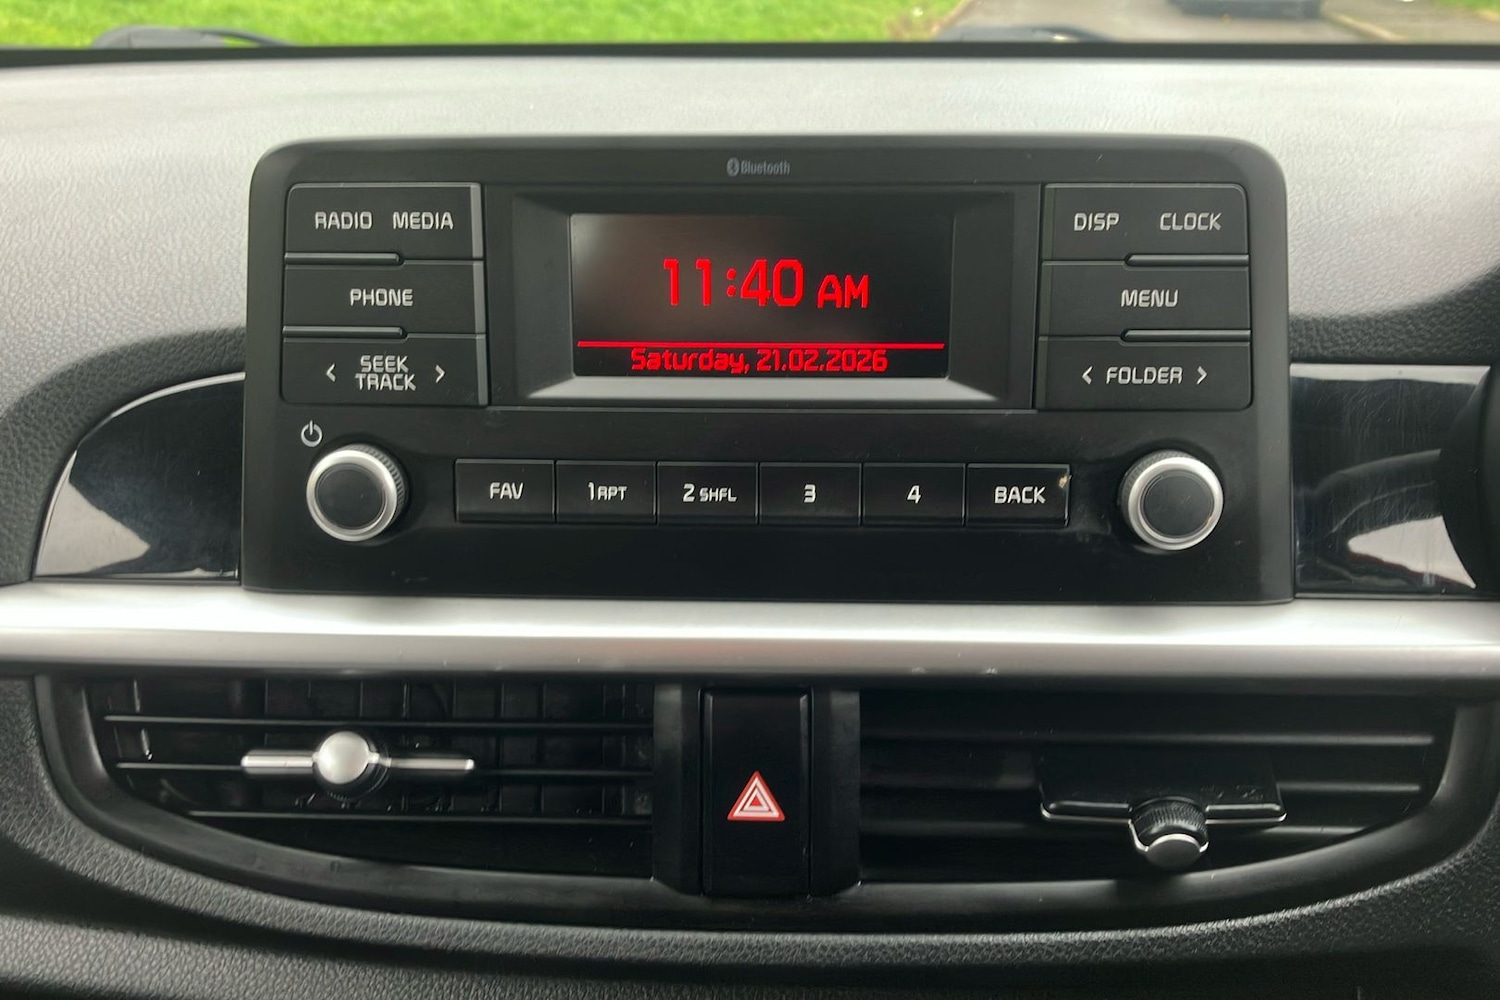 Bluetooth
RADIO MEDIA
PHONE
< SEEK TRACK >
11:40 AM
Saturday, 21.02.2026
DISP CLOCK
MENU
< FOLDER >
FAV 1 RPT 2 SHFL 3 4 BACK